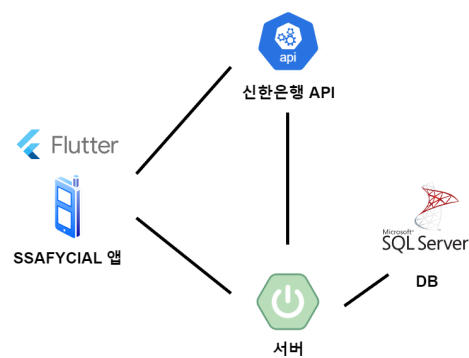 api
신한은행 API
Flutter
SSAFYCIAL 앱
Microsoft*
SQL Server
DB
서버